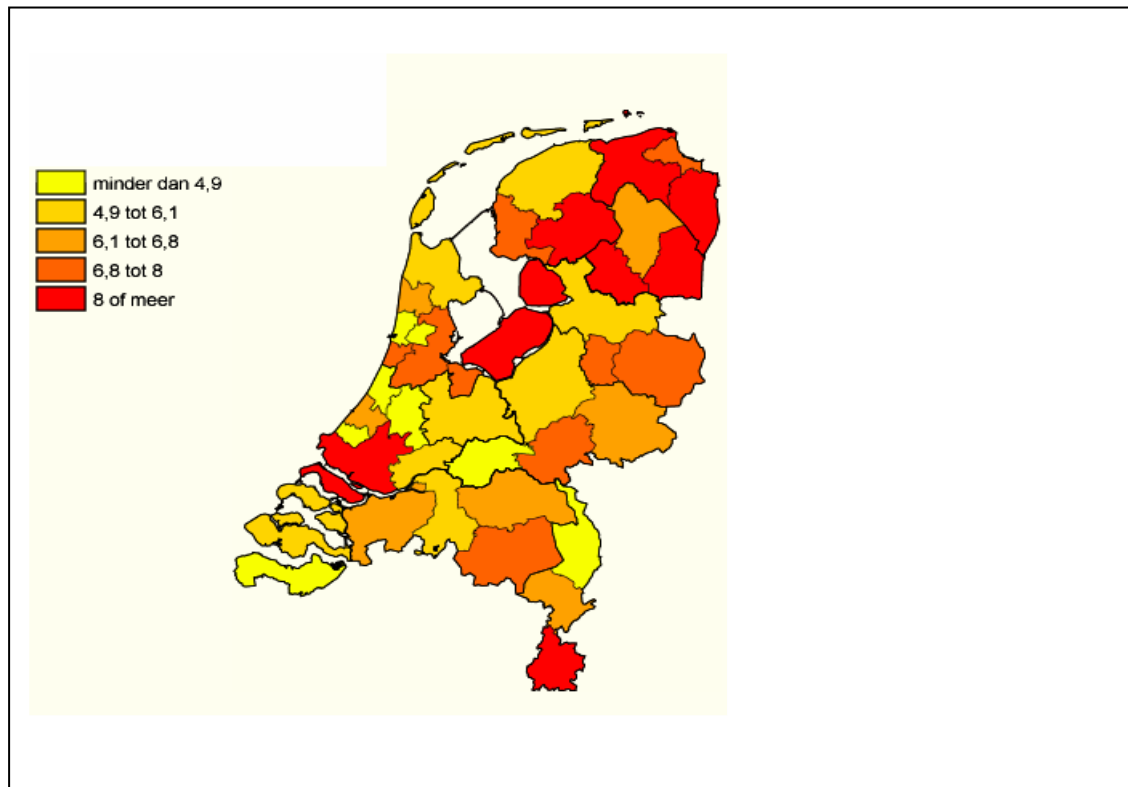 minder dan 4,9
4,9 tot 6,1
6,1 tot 6,8
6,8 tot 8
8 of meer